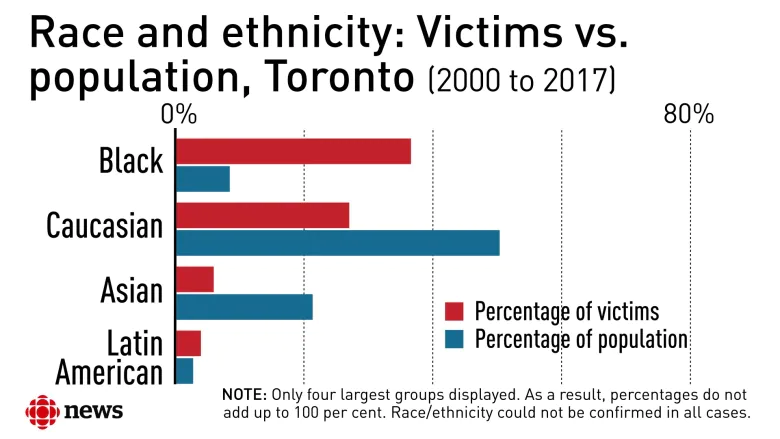 Race and ethnicity: Victims vs.
population, Toronto (2000 to 2017)
0% 80%
Black
Caucasian
Asian
Latin
American
Percentage of victims
Percentage of population
NOTE: Only four largest groups displayed. As a result, percentages do not
add up to 100 per cent. Race/ethnicity could not be confirmed in all cases.
news